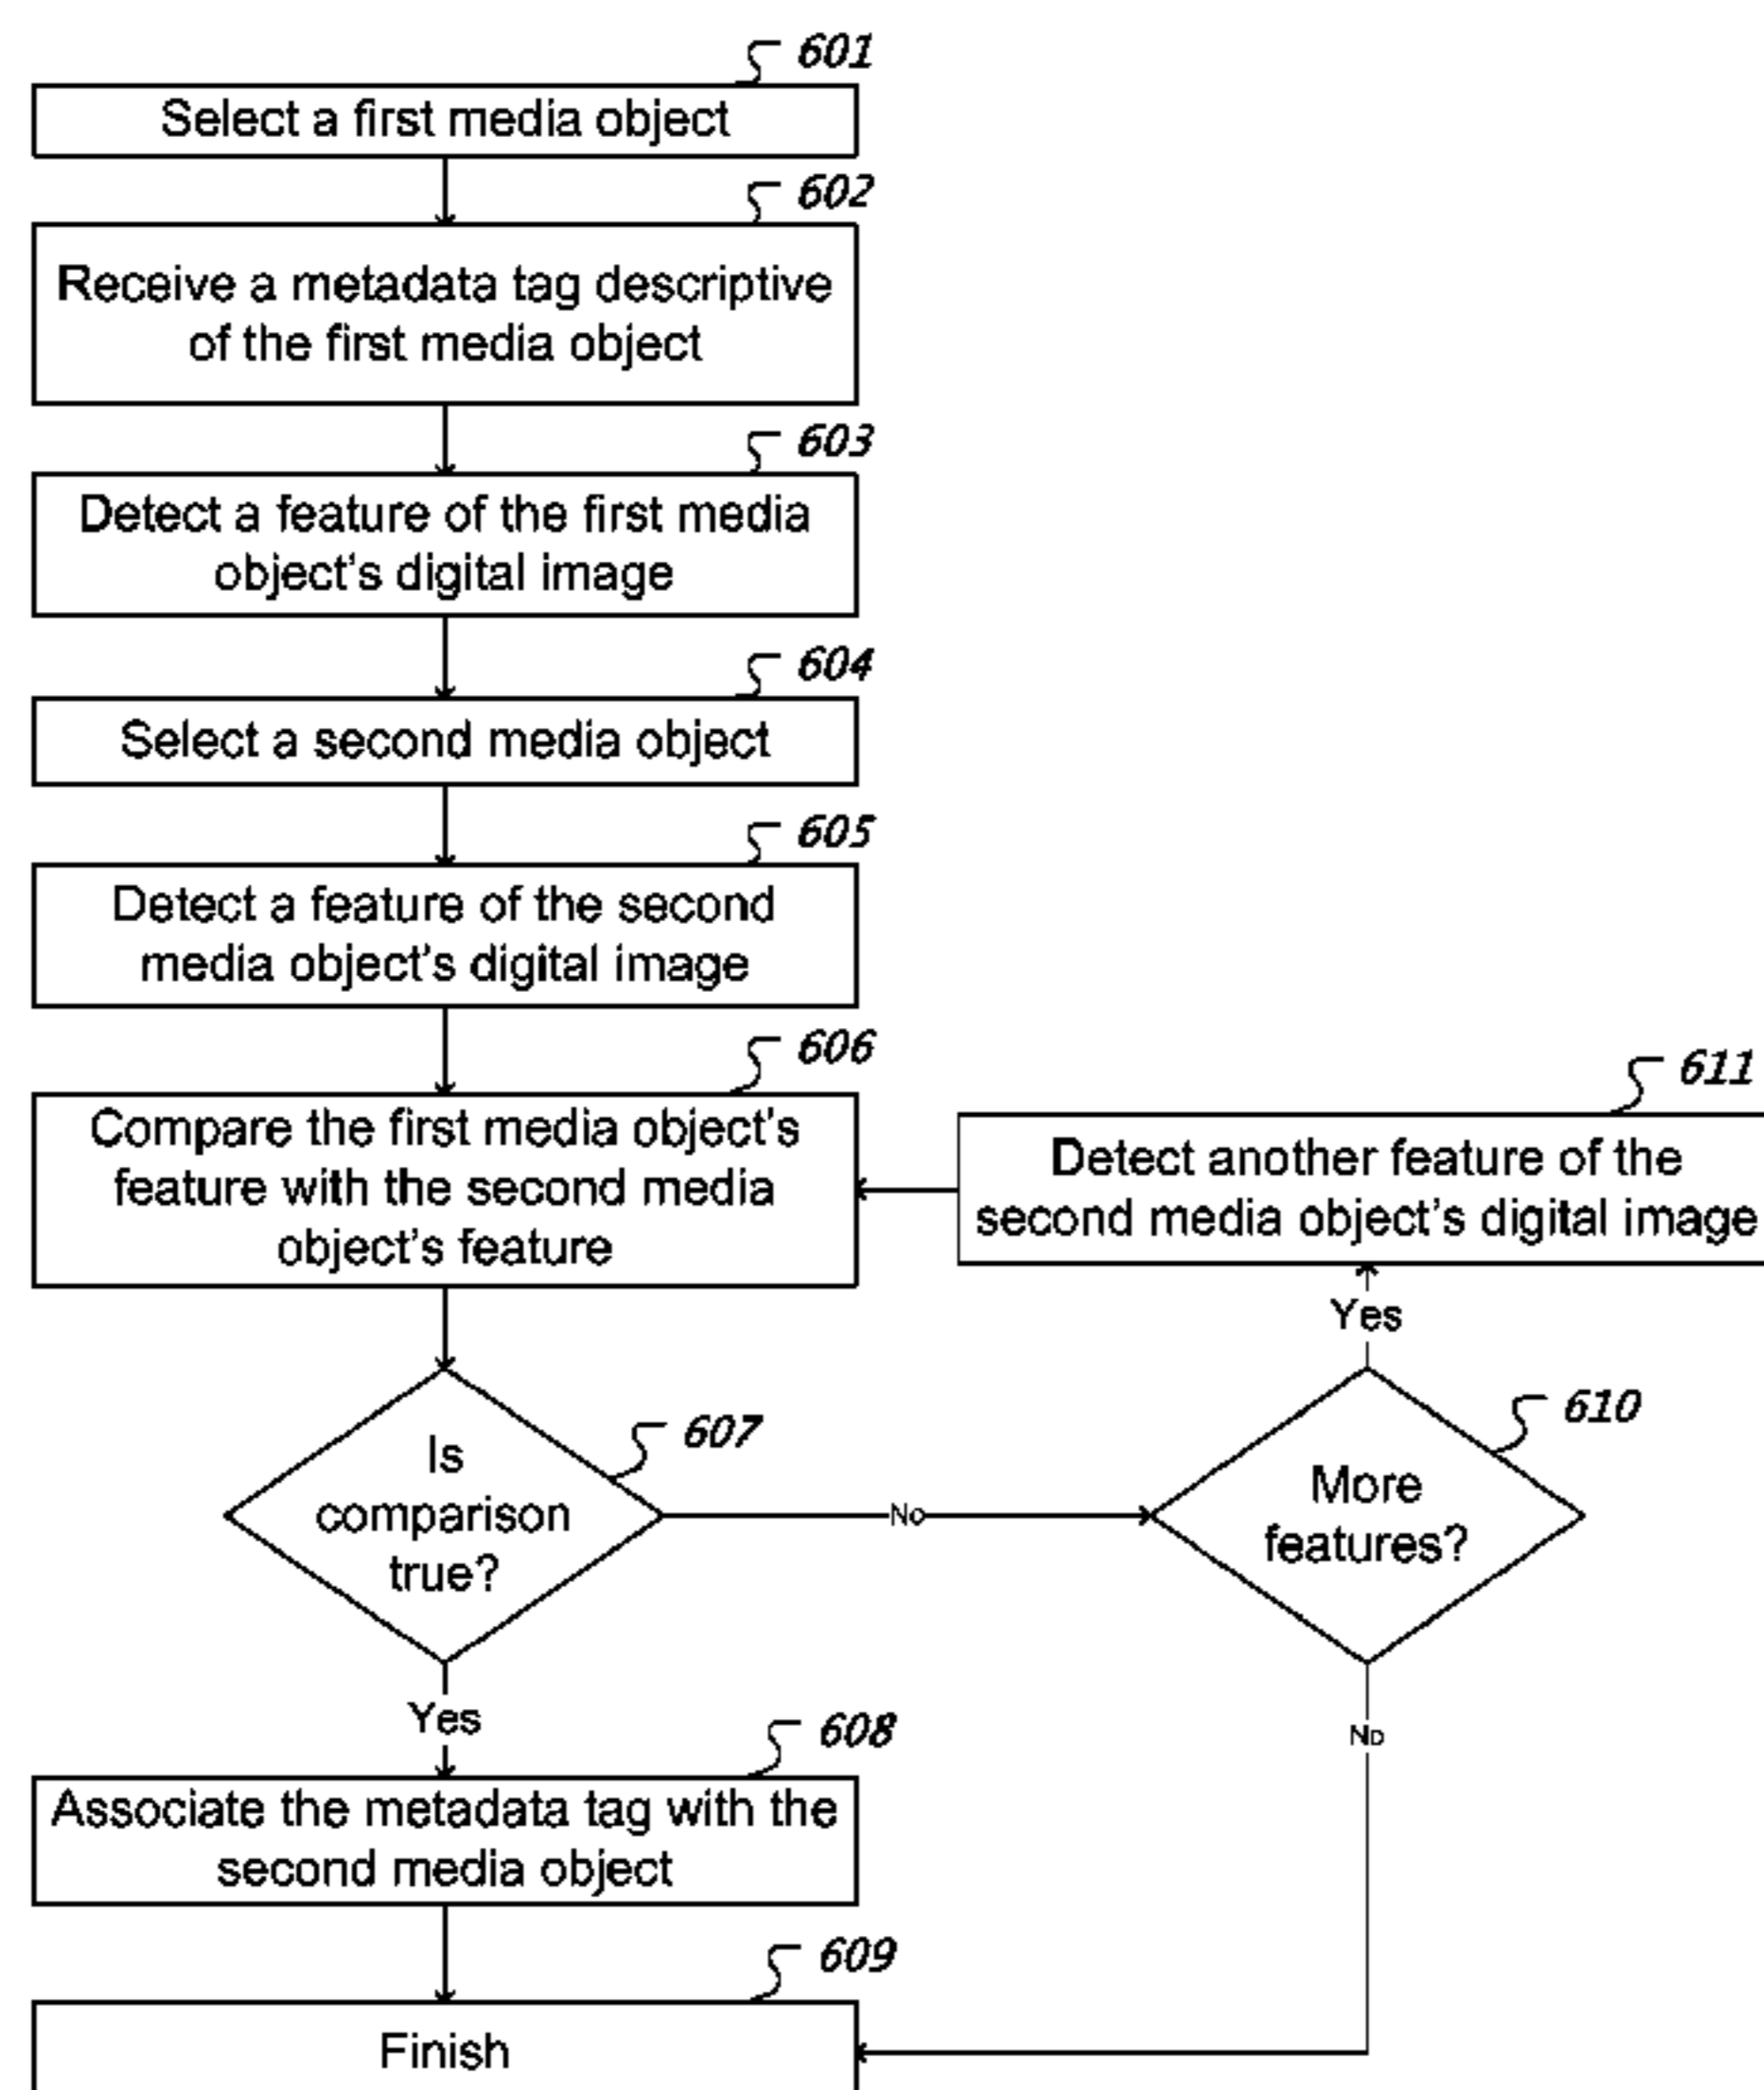 601
Select a first media object
602
Receive a metadata tag descriptive
of the first media object
603
Detect a feature of the first media
object's digital image
604
Select a second media object
605
Detect a feature of the second
media object's digital image
606
Compare the first media object's
feature with the second media
object's feature
611
Detect another feature of the
second media object's digital image
Yes
607
Is
comparison
true?
No
610
More
features?
Yes
No
608
Associate the metadata tag with the
second media object
609
Finish